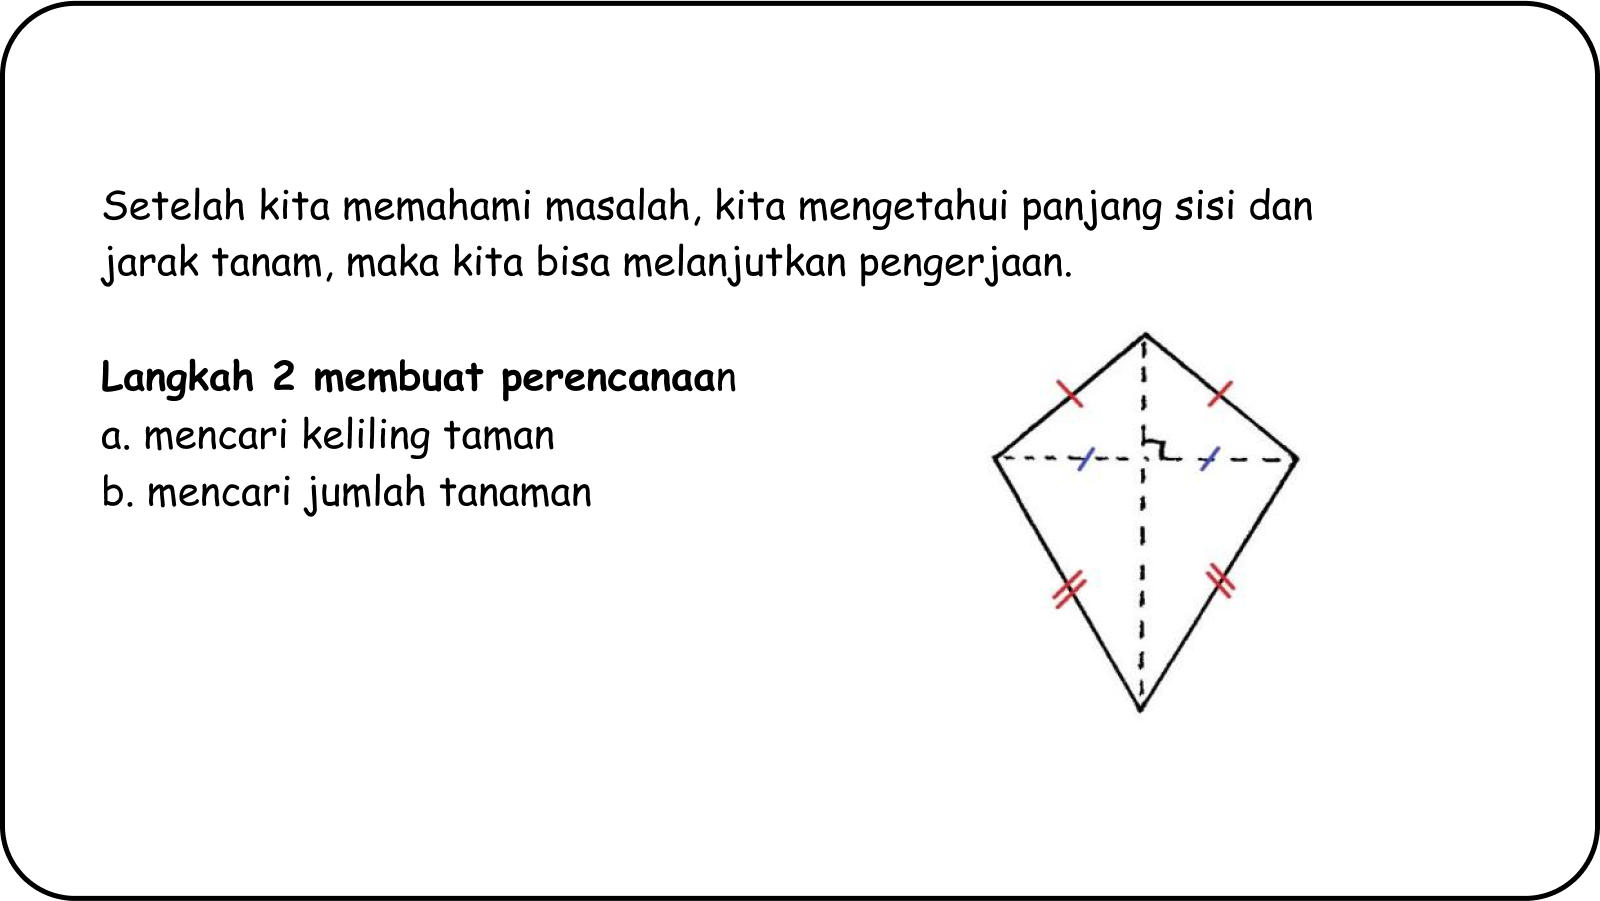 Setelah kita memahami masalah, kita mengetahui panjang sisi dan
jarak tanam, maka kita bisa melanjutkan pengerjaan.
Langkah 2 membuat perencanaan
a. mencari keliling taman
b. mencari jumlah tanaman